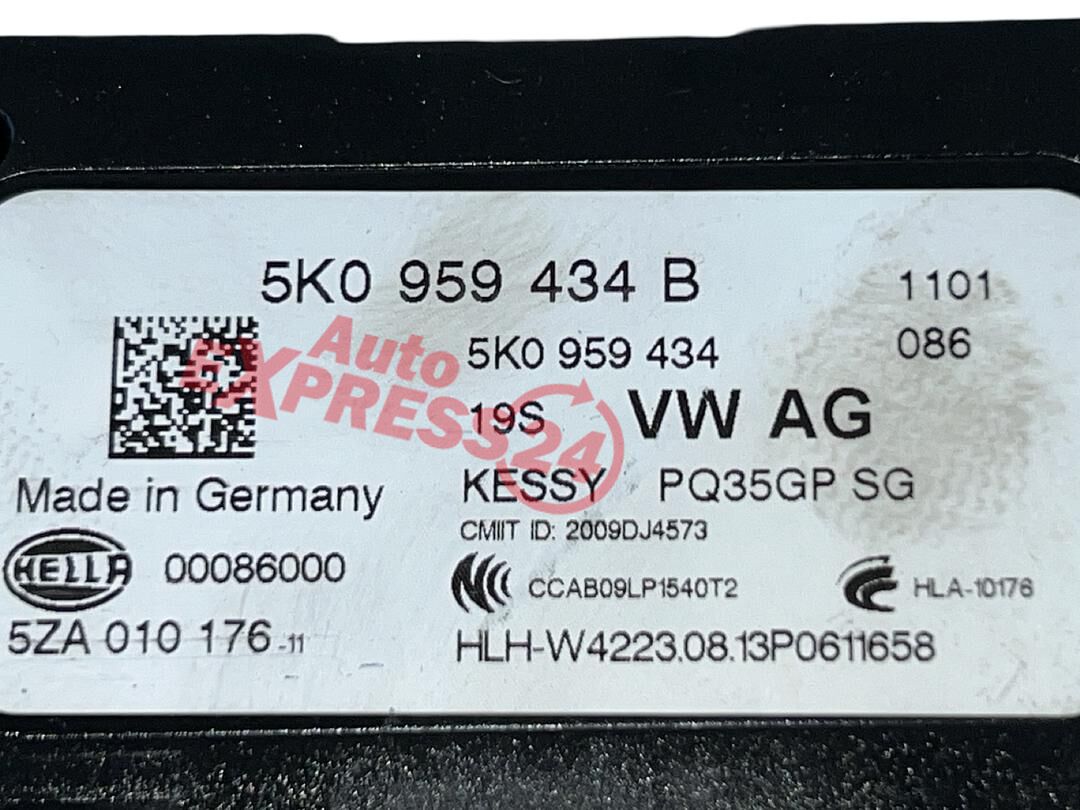 5K0 959 434 B 1101
5K0 959 434 086
19S VW AG
KESSY PQ35GP SG
Made in Germany
CMIIT ID: 2009DJ4573
HELLA 00086000
CCAB09LP1540T2 HLA-10176
5ZA 010 176 -11
HLH-W4223.08.13P0611658
Auto
EXPRESS24